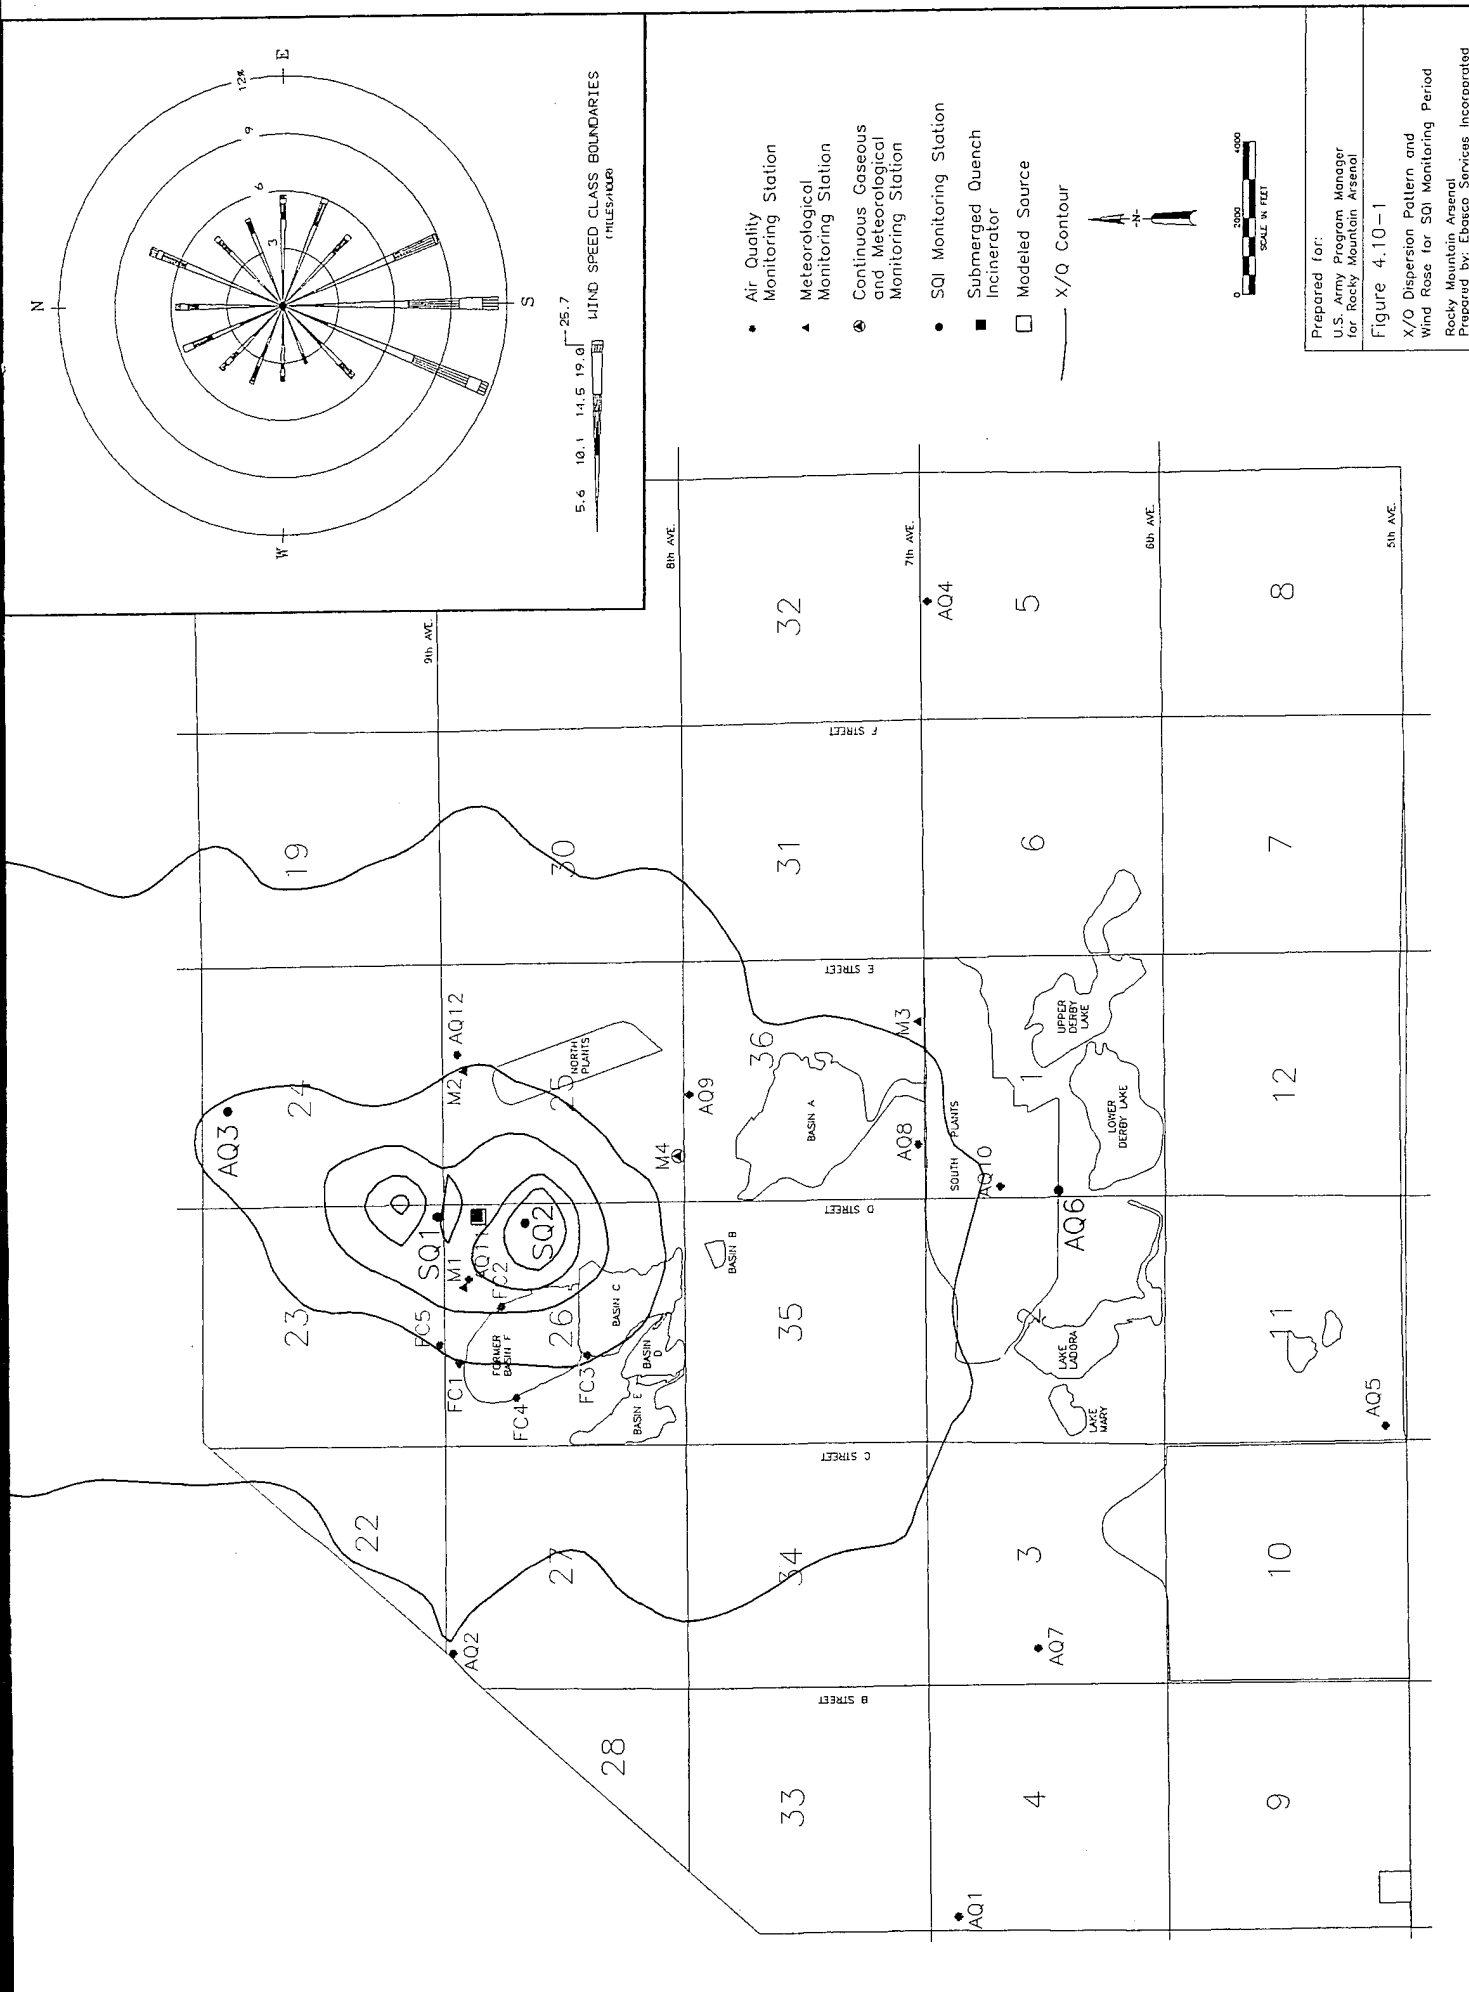 N
E
S
W
12%
9
6
3
25.7
5.6 10.1 14.5 19.0
WIND SPEED CLASS BOUNDARIES
(MILES/HOUR)
Air Quality
Monitoring Station
Meteorological
Monitoring Station
Continuous Gaseous
and Meteorological
Monitoring Station
SQI Monitoring Station
Submerged Quench
Incinerator
Modeled Source
X/Q Contour
-N-
0 2000 4000
SCALE IN FEET
Prepared for:
U.S. Army Program Manager
for Rocky Mountain Arsenal
Figure 4.10-1
X/Q Dispersion Pattern and
Wind Rose for SQI Monitoring Period
Rocky Mountain Arsenal
Prepared by: Ebasco Services Incorporated
9th AVE.
8th AVE.
7th AVE.
6th AVE.
5th AVE.
B STREET
C STREET
D STREET
E STREET
F STREET
22
23
24
19
28
27
26
25
30
33
34
35
36
31
32
4
3
2
1
6
5
9
10
11
12
7
8
AQ1
AQ2
AQ3
AQ4
AQ5
AQ6
AQ7
AQ8
AQ9
AQ10
AQ11
AQ12
SQ1
SQ2
M1
M2
M3
M4
FC1
FC2
FC3
FC4
FC5
FORMER
BASIN F
BASIN E
BASIN
D
BASIN C
BASIN B
BASIN A
NORTH
PLANTS
SOUTH PLANTS
LAKE
MARY
LAKE
LADORA
LOWER
DERBY LAKE
UPPER
DERBY
LAKE